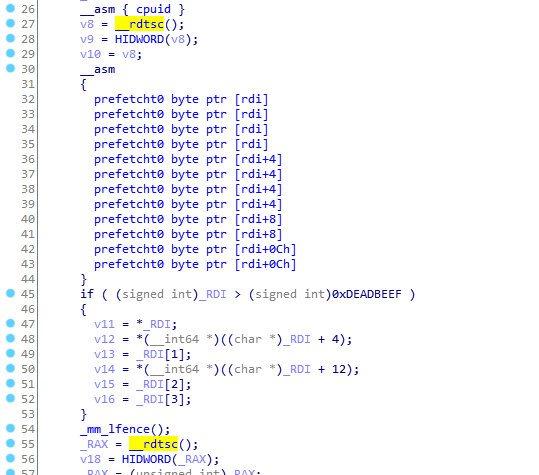 26 __asm { cpuid }
27 v8 = __rdtsc();
28 v9 = HIDWORD(v8);
29 v10 = v8;
30 __asm
31 {
32 prefetcht0 byte ptr [rdi]
33 prefetcht0 byte ptr [rdi]
34 prefetcht0 byte ptr [rdi]
35 prefetcht0 byte ptr [rdi]
36 prefetcht0 byte ptr [rdi+4]
37 prefetcht0 byte ptr [rdi+4]
38 prefetcht0 byte ptr [rdi+4]
39 prefetcht0 byte ptr [rdi+4]
40 prefetcht0 byte ptr [rdi+8]
41 prefetcht0 byte ptr [rdi+8]
42 prefetcht0 byte ptr [rdi+0Ch]
43 prefetcht0 byte ptr [rdi+0Ch]
44 }
45 if ( (signed int)_RDI > (signed int)0xDEADBEEF )
46 {
47 v11 = *_RDI;
48 v12 = *(__int64 *)((char *)_RDI + 4);
49 v13 = _RDI[1];
50 v14 = *(__int64 *)((char *)_RDI + 12);
51 v15 = _RDI[2];
52 v16 = _RDI[3];
53 }
54 _mm_lfence();
55 _RAX = __rdtsc();
56 v18 = HIDWORD(_RAX);
57 _RAX = (unsigned int)_RAX;